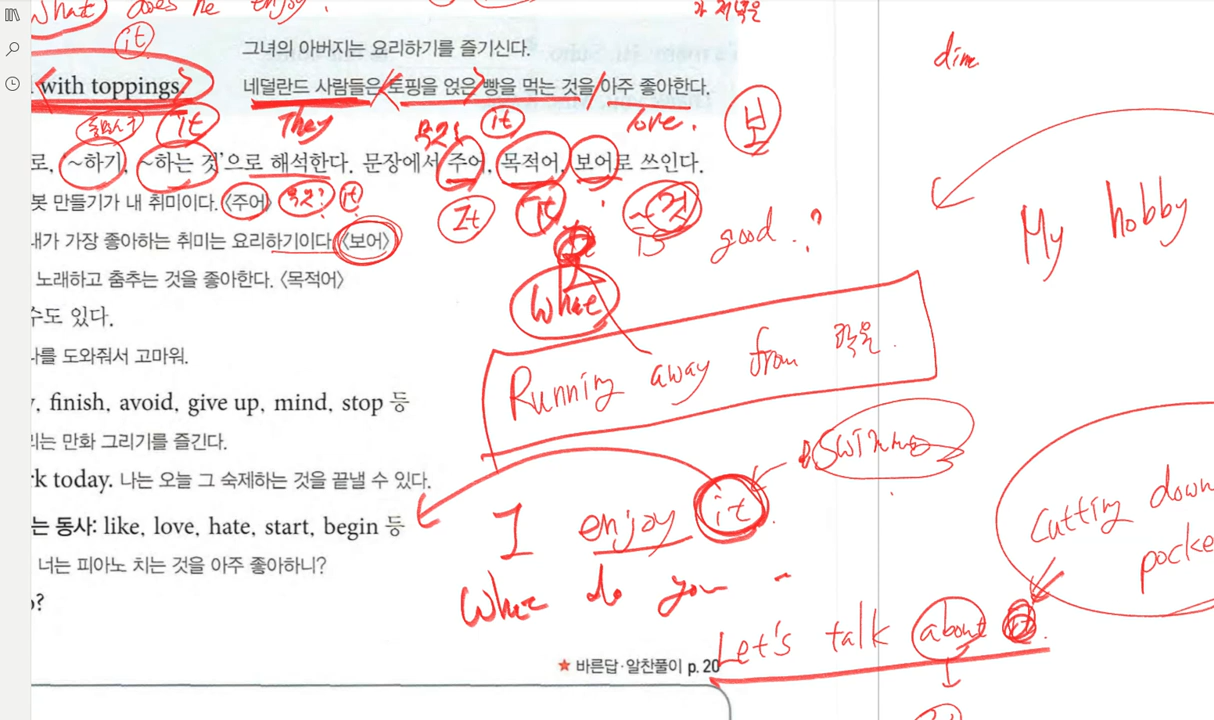 What does he enjoy?
it
dim
그녀의 아버지는 요리하기를 즐기신다.
with toppings.
네덜란드 사람들은 토핑을 얹은 빵을 먹는 것을 아주 좋아한다.
it They it love. 보
로, '~하기, ~하는 것'으로 해석한다. 문장에서 주어, 목적어, 보어로 쓰인다.
봇 만들기가 내 취미이다. <주어> it
It it ~것
My hobby
내가 가장 좋아하는 취미는 요리하기이다. <보어>
is good..?
노래하고 춤추는 것을 좋아한다. <목적어>
What
수도 있다.
나를 도와줘서 고마워.
Running away from
, finish, avoid, give up, mind, stop 등
리는 만화 그리기를 즐긴다.
rk today. 나는 오늘 그 숙제하는 것을 끝낼 수 있다.
Cutting down
I enjoy it.
는 동사: like, love, hate, start, begin 등
pocke
너는 피아노 치는 것을 아주 좋아하니?
What do you -
o?
Let's talk about it.
★ 바른답·알찬풀이 p. 20